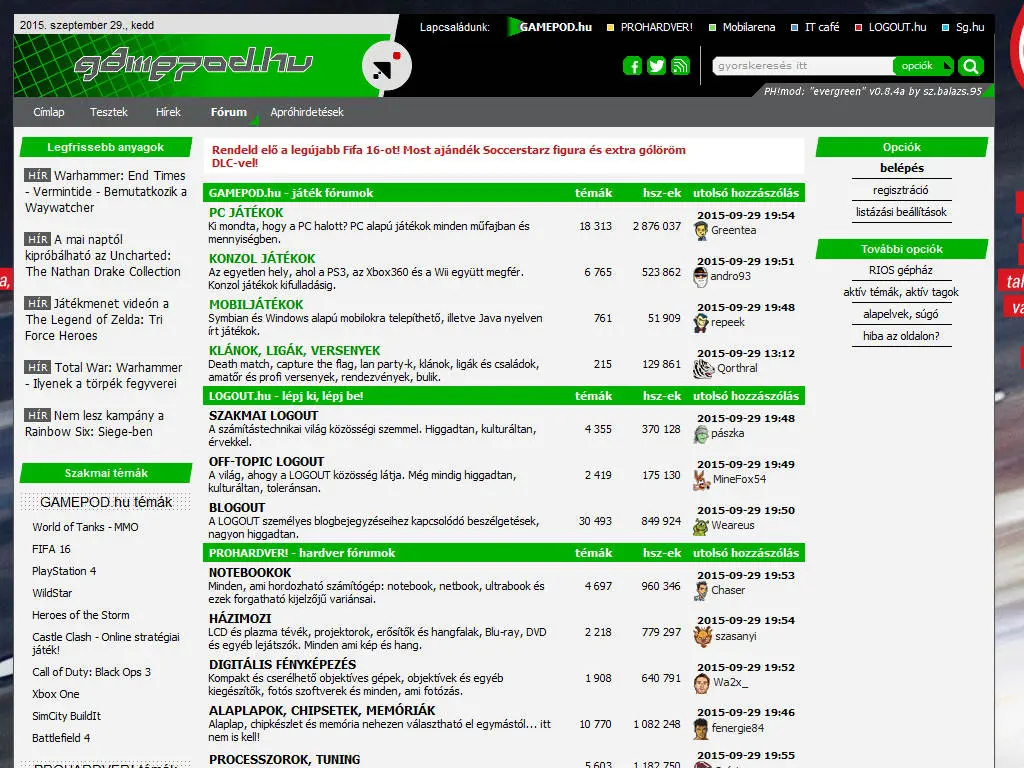 2015. szeptember 29., kedd
Lapcsaládunk: GAMEPOD.hu PROHARDVER! Mobilarena IT café LOGOUT.hu Sg.hu
gamepod.hu
gyorskeresés itt opciók
PH!mod: "evergreen" v0.8.4a by sz.balazs.95
Címlap Tesztek Hírek Fórum Apróhirdetések
Legfrissebb anyagok
HÍR Warhammer: End Times
- Vermintide - Bemutatkozik a
Waywatcher
HÍR A mai naptól
kipróbálható az Uncharted:
The Nathan Drake Collection
HÍR Játékmenet videón a
The Legend of Zelda: Tri
Force Heroes
HÍR Total War: Warhammer
- Ilyenek a törpék fegyverei
HÍR Nem lesz kampány a
Rainbow Six: Siege-ben
Szakmai témák
GAMEPOD.hu témák
World of Tanks - MMO
FIFA 16
PlayStation 4
WildStar
Heroes of the Storm
Castle Clash - Online stratégiai
játék!
Call of Duty: Black Ops 3
Xbox One
SimCity BuildIt
Battlefield 4
PROHARDVER! témák
Rendeld elő a legújabb Fifa 16-ot! Most ajándék Soccerstarz figura és extra gólöröm
DLC-vel!
GAMEPOD.hu - játék fórumok témák hsz-ek utolsó hozzászólás
PC JÁTÉKOK
Ki mondta, hogy a PC halott? PC alapú játékok minden műfajban és
mennyiségben.
18 313 2 876 037 2015-09-29 19:54
Greentea
KONZOL JÁTÉKOK
Az egyetlen hely, ahol a PS3, az Xbox360 és a Wii együtt megfér.
Konzol játékok kifulladásig.
6 765 523 862 2015-09-29 19:51
andro93
MOBILJÁTÉKOK
Symbian és Windows alapú mobilokra telepíthető, illetve Java nyelven
írt játékok.
761 51 909 2015-09-29 19:48
repeek
KLÁNOK, LIGÁK, VERSENYEK
Death match, capture the flag, lan party-k, klánok, ligák és családok,
amatőr és profi versenyek, rendezvények, bulik.
215 129 861 2015-09-29 13:12
Qorthral
LOGOUT.hu - lépj ki, lépj be! témák hsz-ek utolsó hozzászólás
SZAKMAI LOGOUT
A számítástechnikai világ közösségi szemmel. Higgadtan, kulturáltan,
érvekkel.
4 355 370 128 2015-09-29 19:48
pászka
OFF-TOPIC LOGOUT
A világ, ahogy a LOGOUT közösség látja. Még mindig higgadtan,
kulturáltan, toleránsan.
2 419 175 130 2015-09-29 19:49
MineFox54
BLOGOUT
A LOGOUT személyes blogbejegyzéseihez kapcsolódó beszélgetések,
nagyon higgadtan.
30 493 849 924 2015-09-29 19:50
Weareus
PROHARDVER! - hardver fórumok témák hsz-ek utolsó hozzászólás
NOTEBOOKOK
Minden, ami hordozható számítógép: notebook, netbook, ultrabook és
ezek forgatható kijelzőjű variánsai.
4 697 960 346 2015-09-29 19:53
Chaser
HÁZIMOZI
LCD és plazma tévék, projektorok, erősítők és hangfalak, Blu-ray, DVD
és egyéb lejátszók. Minden ami kép és hang.
2 218 779 297 2015-09-29 19:54
szasanyi
DIGITÁLIS FÉNYKÉPEZÉS
Kompakt és cserélhető objektíves gépek, objektívek és egyéb
kiegészítők, fotós szoftverek és minden, ami fotózás.
1 908 640 791 2015-09-29 19:52
Wa2x_
ALAPLAPOK, CHIPSETEK, MEMÓRIÁK
Alaplap, chipkészlet és memória nehezen választható el egymástól... itt
nem is kell!
10 770 1 082 248 2015-09-29 19:46
fenergie84
PROCESSZOROK, TUNING
5 603 1 182 750 2015-09-29 19:55
Opciók
belépés
regisztráció
listázási beállítások
További opciók
RIOS gépház
aktív témák, aktív tagok
alapelvek, súgó
hiba az oldalon?